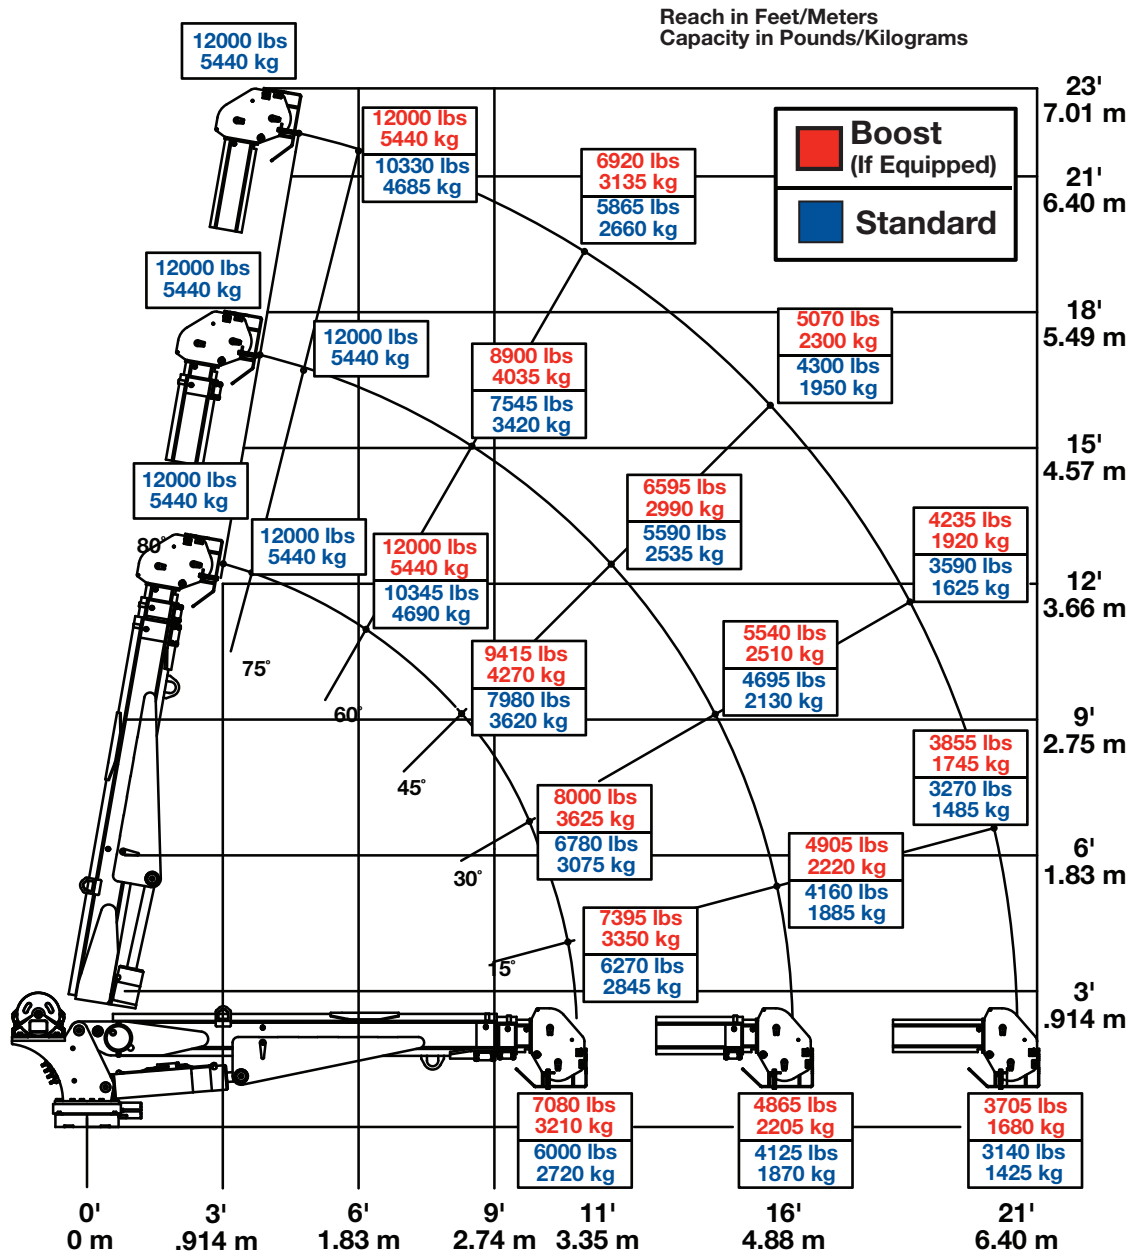 Reach in Feet/Meters
Capacity in Pounds/Kilograms
12000 lbs
5440 kg
23'
7.01 m
Boost
(If Equipped)
Standard
12000 lbs
5440 kg
10330 lbs
4685 kg
6920 lbs
3135 kg
5865 lbs
2660 kg
21'
6.40 m
12000 lbs
5440 kg
12000 lbs
5440 kg
8900 lbs
4035 kg
7545 lbs
3420 kg
5070 lbs
2300 kg
4300 lbs
1950 kg
18'
5.49 m
15'
4.57 m
12000 lbs
5440 kg
80°
12000 lbs
5440 kg
12000 lbs
5440 kg
10345 lbs
4690 kg
6595 lbs
2990 kg
5590 lbs
2535 kg
4235 lbs
1920 kg
3590 lbs
1625 kg
12'
3.66 m
75°
60°
9415 lbs
4270 kg
7980 lbs
3620 kg
5540 lbs
2510 kg
4695 lbs
2130 kg
9'
2.75 m
45°
3855 lbs
1745 kg
3270 lbs
1485 kg
8000 lbs
3625 kg
6780 lbs
3075 kg
30°
4905 lbs
2220 kg
4160 lbs
1885 kg
6'
1.83 m
7395 lbs
3350 kg
6270 lbs
2845 kg
15°
3'
.914 m
7080 lbs
3210 kg
6000 lbs
2720 kg
4865 lbs
2205 kg
4125 lbs
1870 kg
3705 lbs
1680 kg
3140 lbs
1425 kg
0'
0 m
3'
.914 m
6'
1.83 m
9'
2.74 m
11'
3.35 m
16'
4.88 m
21'
6.40 m